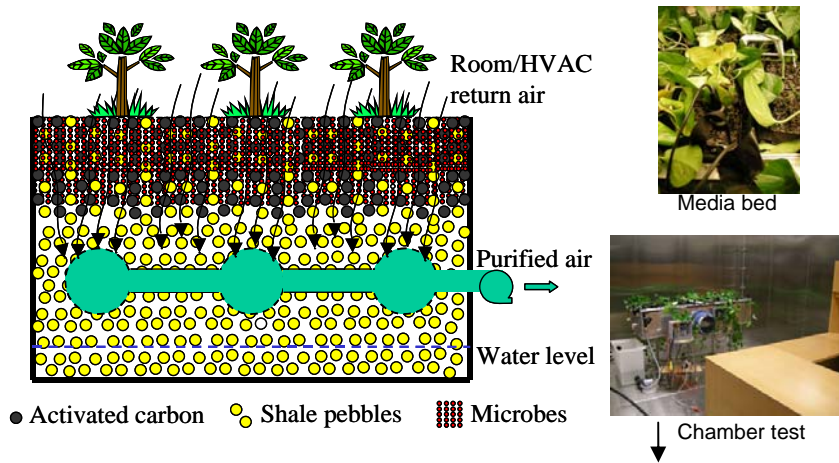 Room/HVAC
return air
Media bed
Purified air
Water level
Activated carbon
Shale pebbles
Microbes
Chamber test